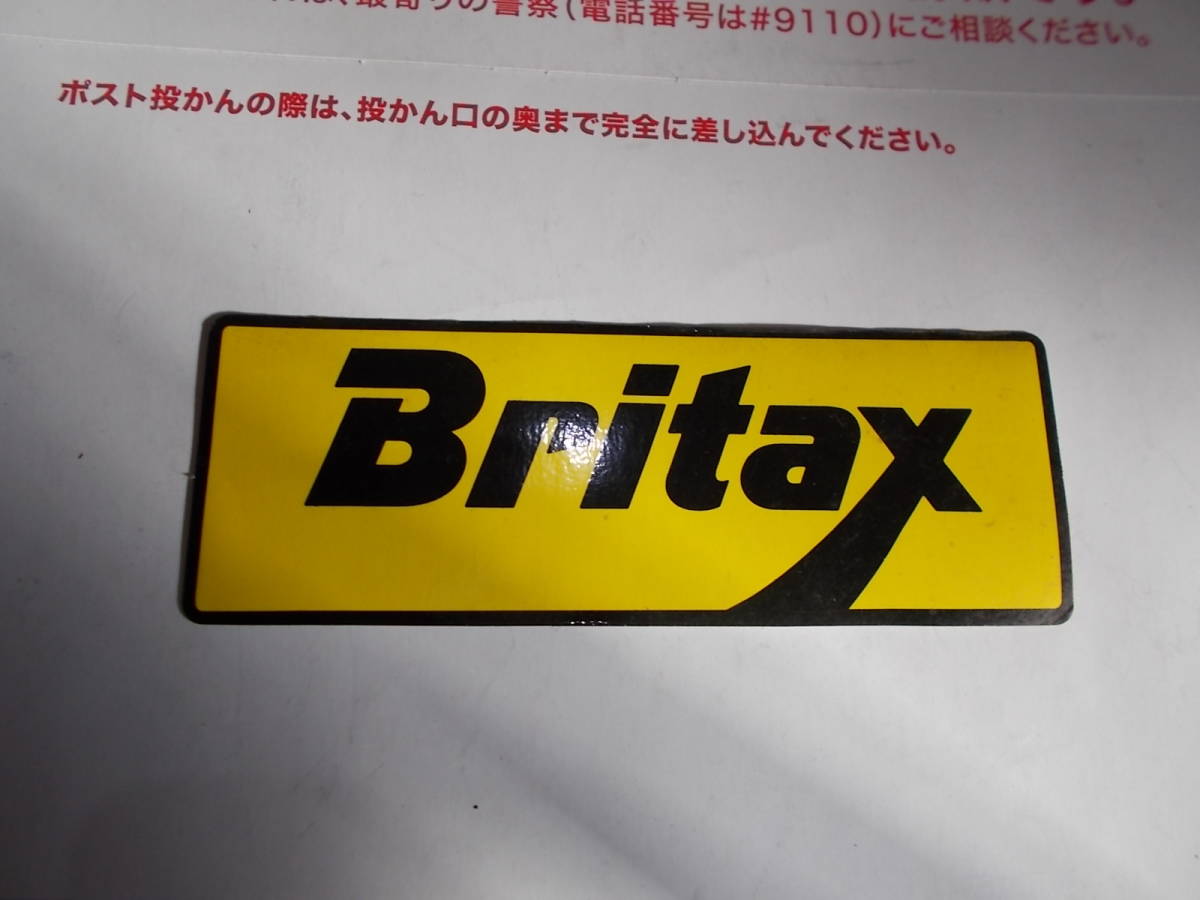 最寄りの警察(電話番号は#9110)にご相談ください。
ポスト投かんの際は、投かん口の奥まで完全に差し込んでください。
Britax